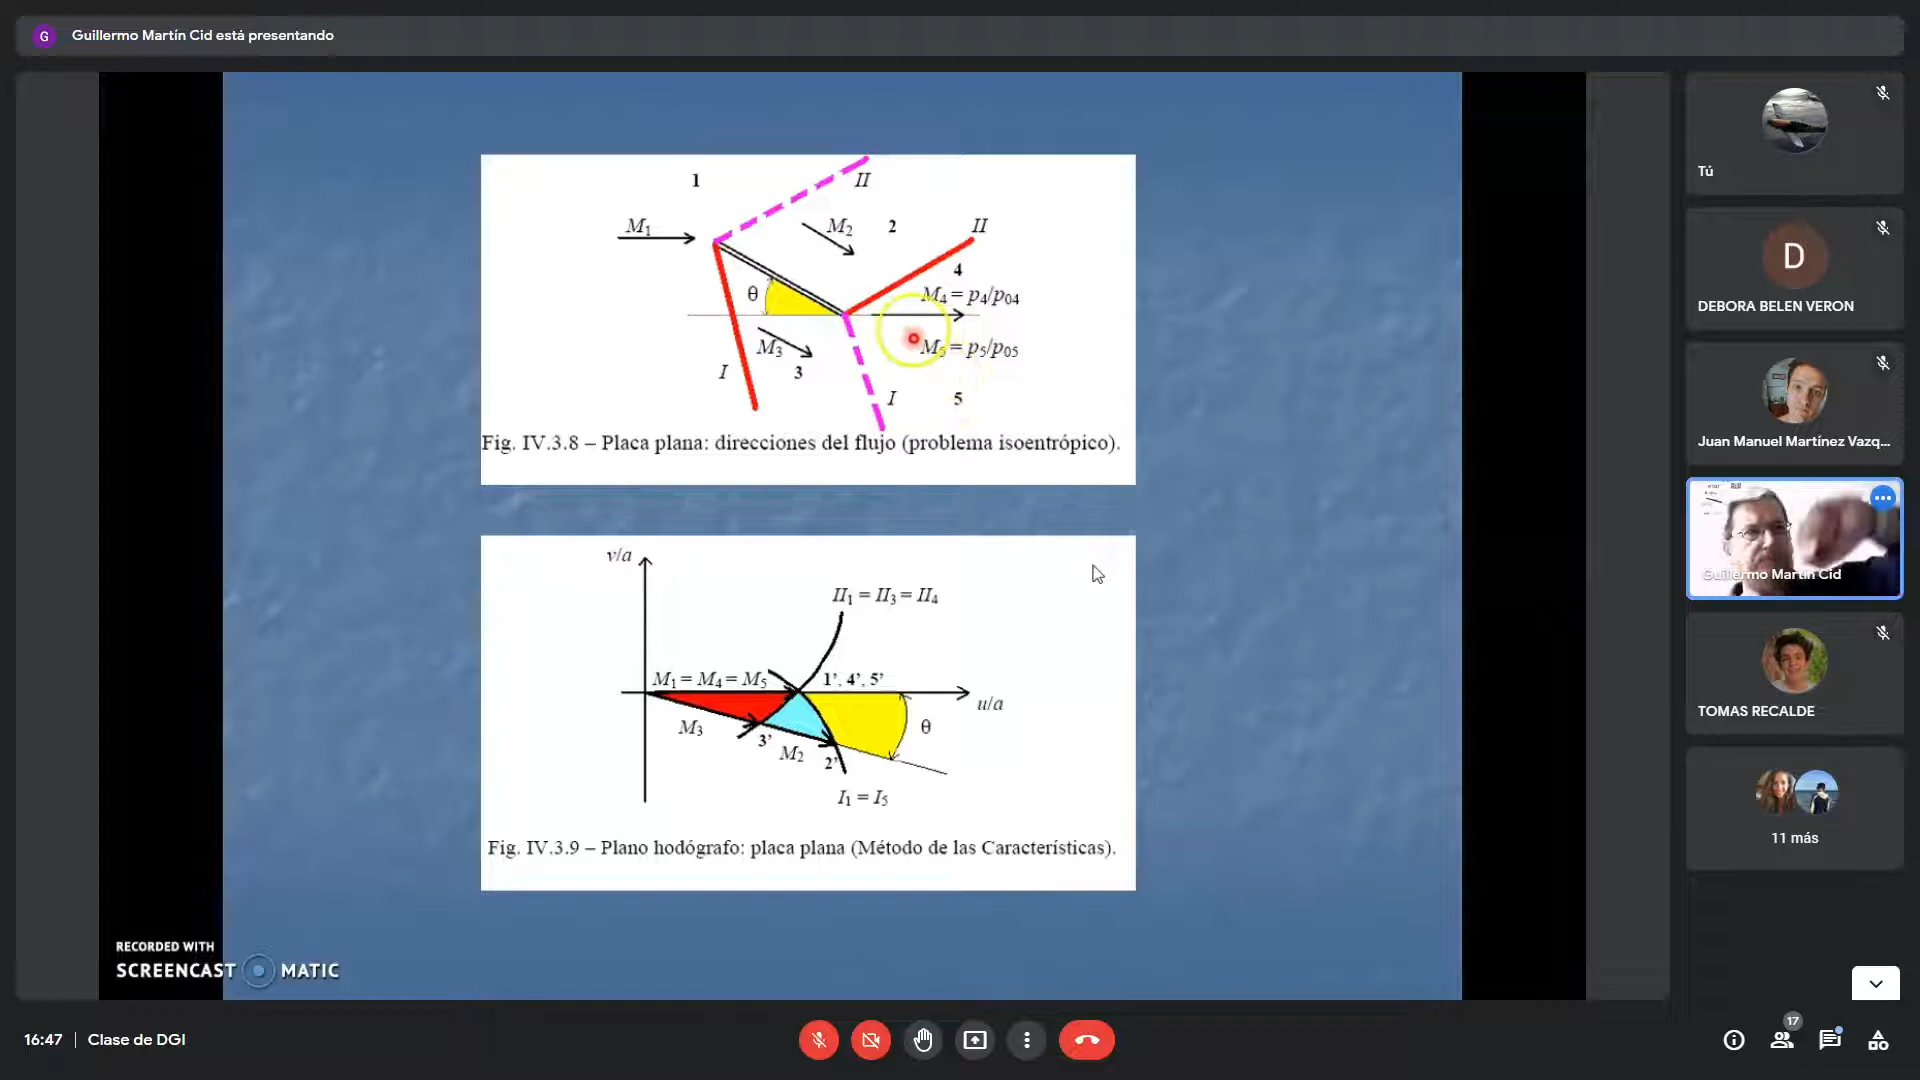 G Guillermo Martín Cid está presentando
1
II
M1
M2
2
II
θ
4
M4 = p4/p04
M3
M5 = p5/p05
I
3
I
5
Fig. IV.3.8 – Placa plana: direcciones del flujo (problema isoentrópico).
v/a
II1 = II3 = II4
M1 = M4 = M5
1', 4', 5'
u/a
M3
3'
M2
θ
2'
I1 = I5
Fig. IV.3.9 – Plano hodógrafo: placa plana (Método de las Características).
RECORDED WITH
SCREENCAST MATIC
Tú
D
DEBORA BELEN VERON
Juan Manuel Martínez Vazq...
Guillermo Martín Cid
TOMAS RECALDE
11 más
16:47 | Clase de DGI
17